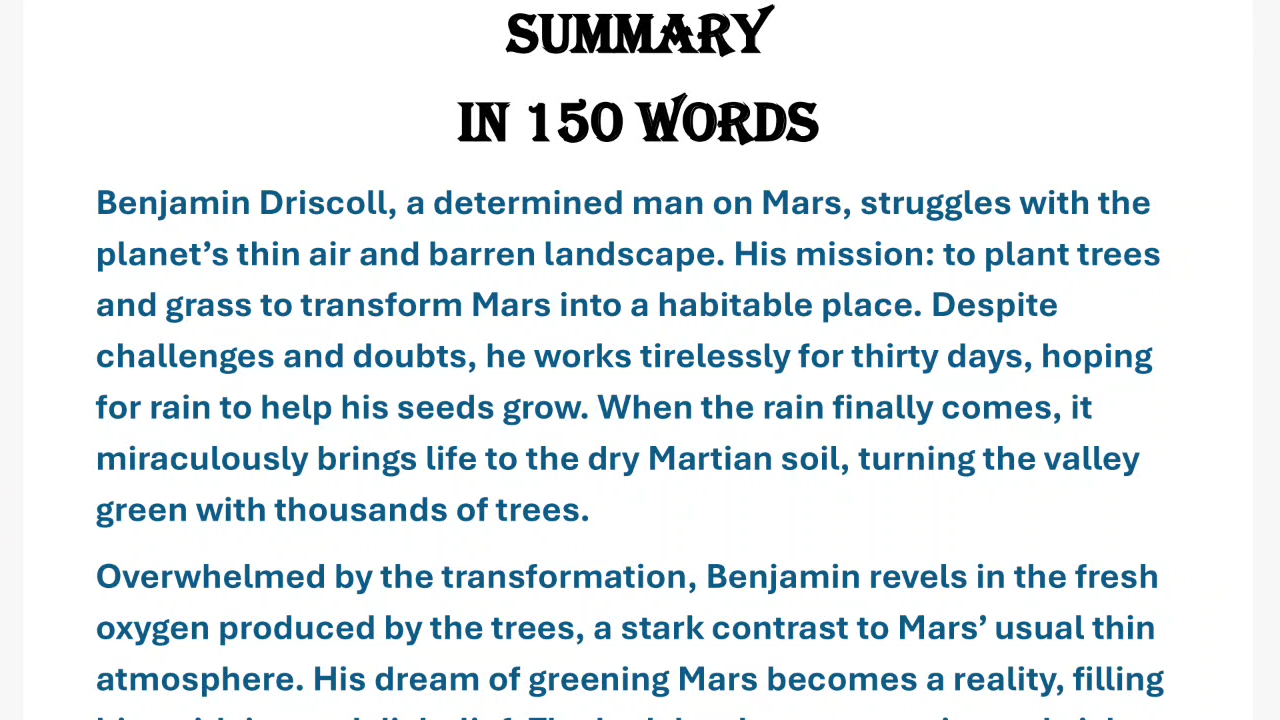 SUMMARY
IN 150 WORDS
Benjamin Driscoll, a determined man on Mars, struggles with the
planet’s thin air and barren landscape. His mission: to plant trees
and grass to transform Mars into a habitable place. Despite
challenges and doubts, he works tirelessly for thirty days, hoping
for rain to help his seeds grow. When the rain finally comes, it
miraculously brings life to the dry Martian soil, turning the valley
green with thousands of trees.
Overwhelmed by the transformation, Benjamin revels in the fresh
oxygen produced by the trees, a stark contrast to Mars’ usual thin
atmosphere. His dream of greening Mars becomes a reality, filling